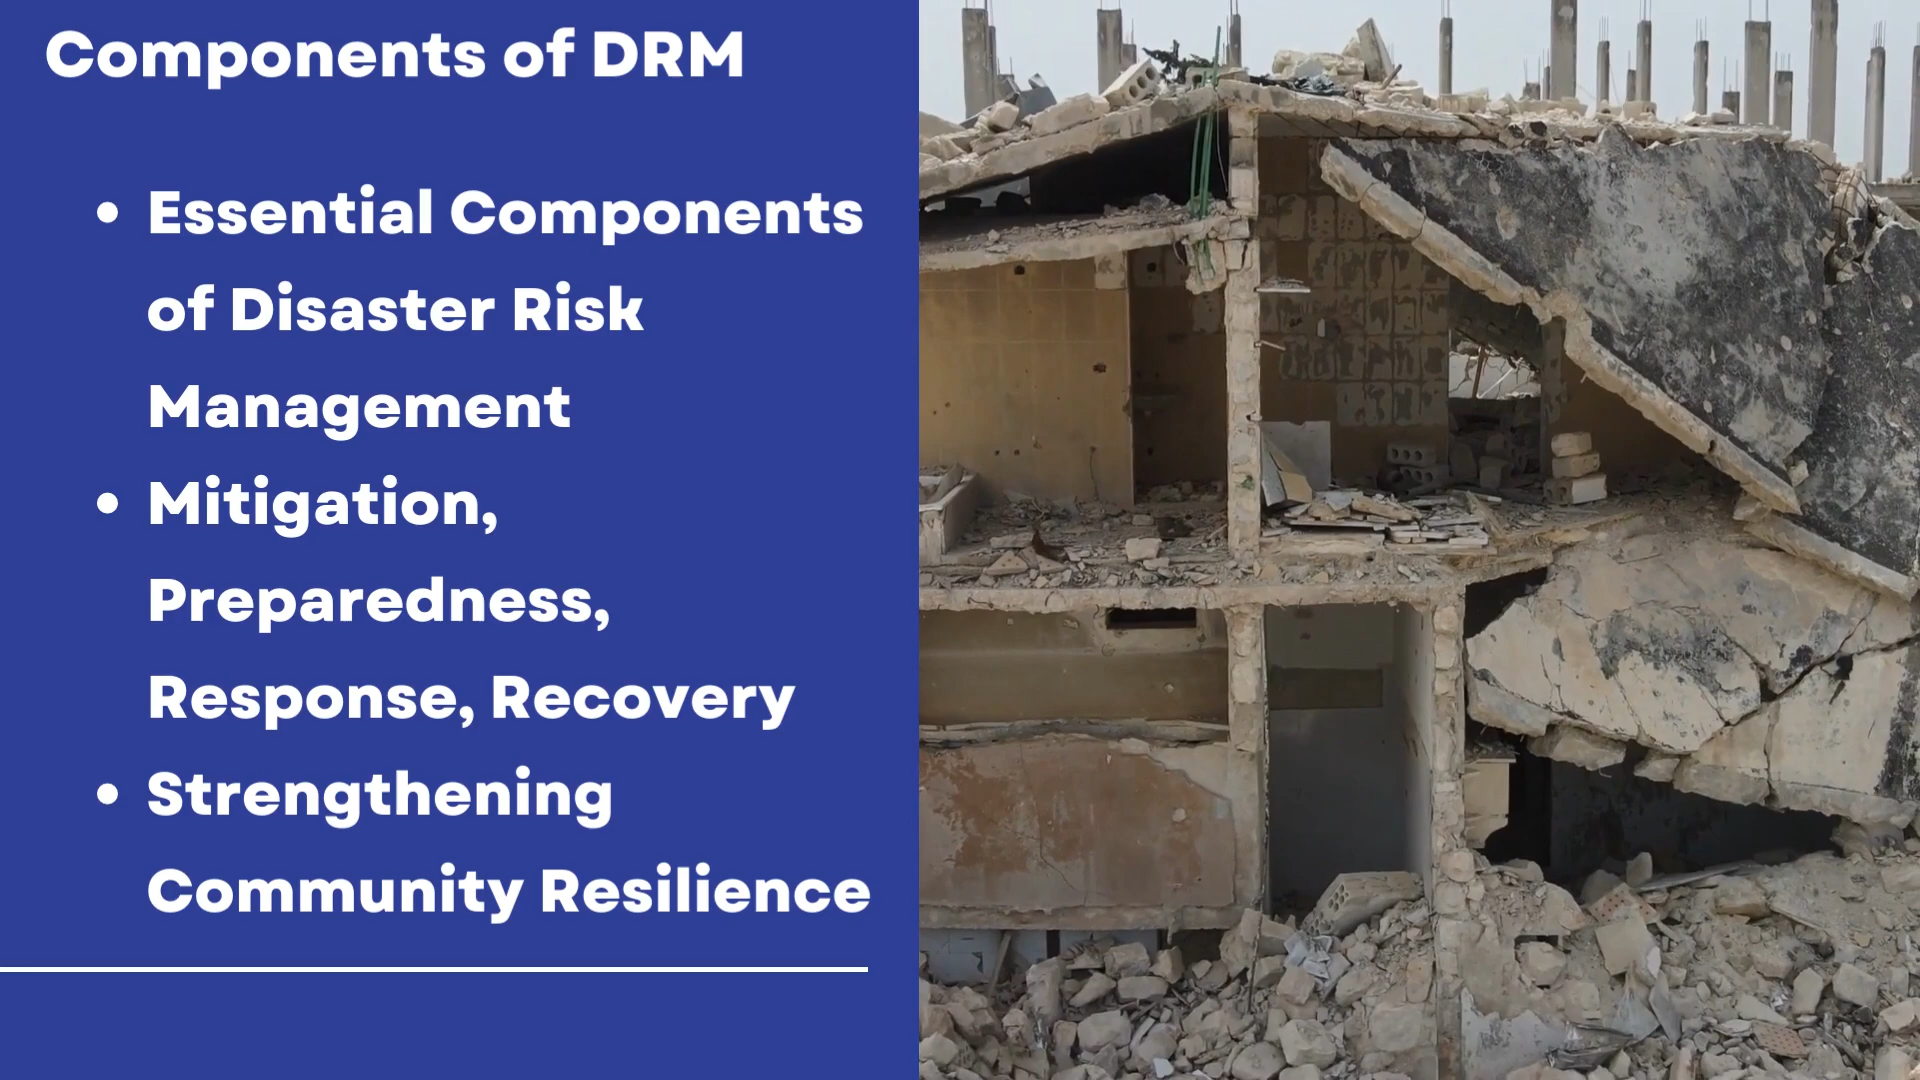 Components of DRM
• Essential Components
of Disaster Risk
Management
• Mitigation,
Preparedness,
Response, Recovery
• Strengthening
Community Resilience